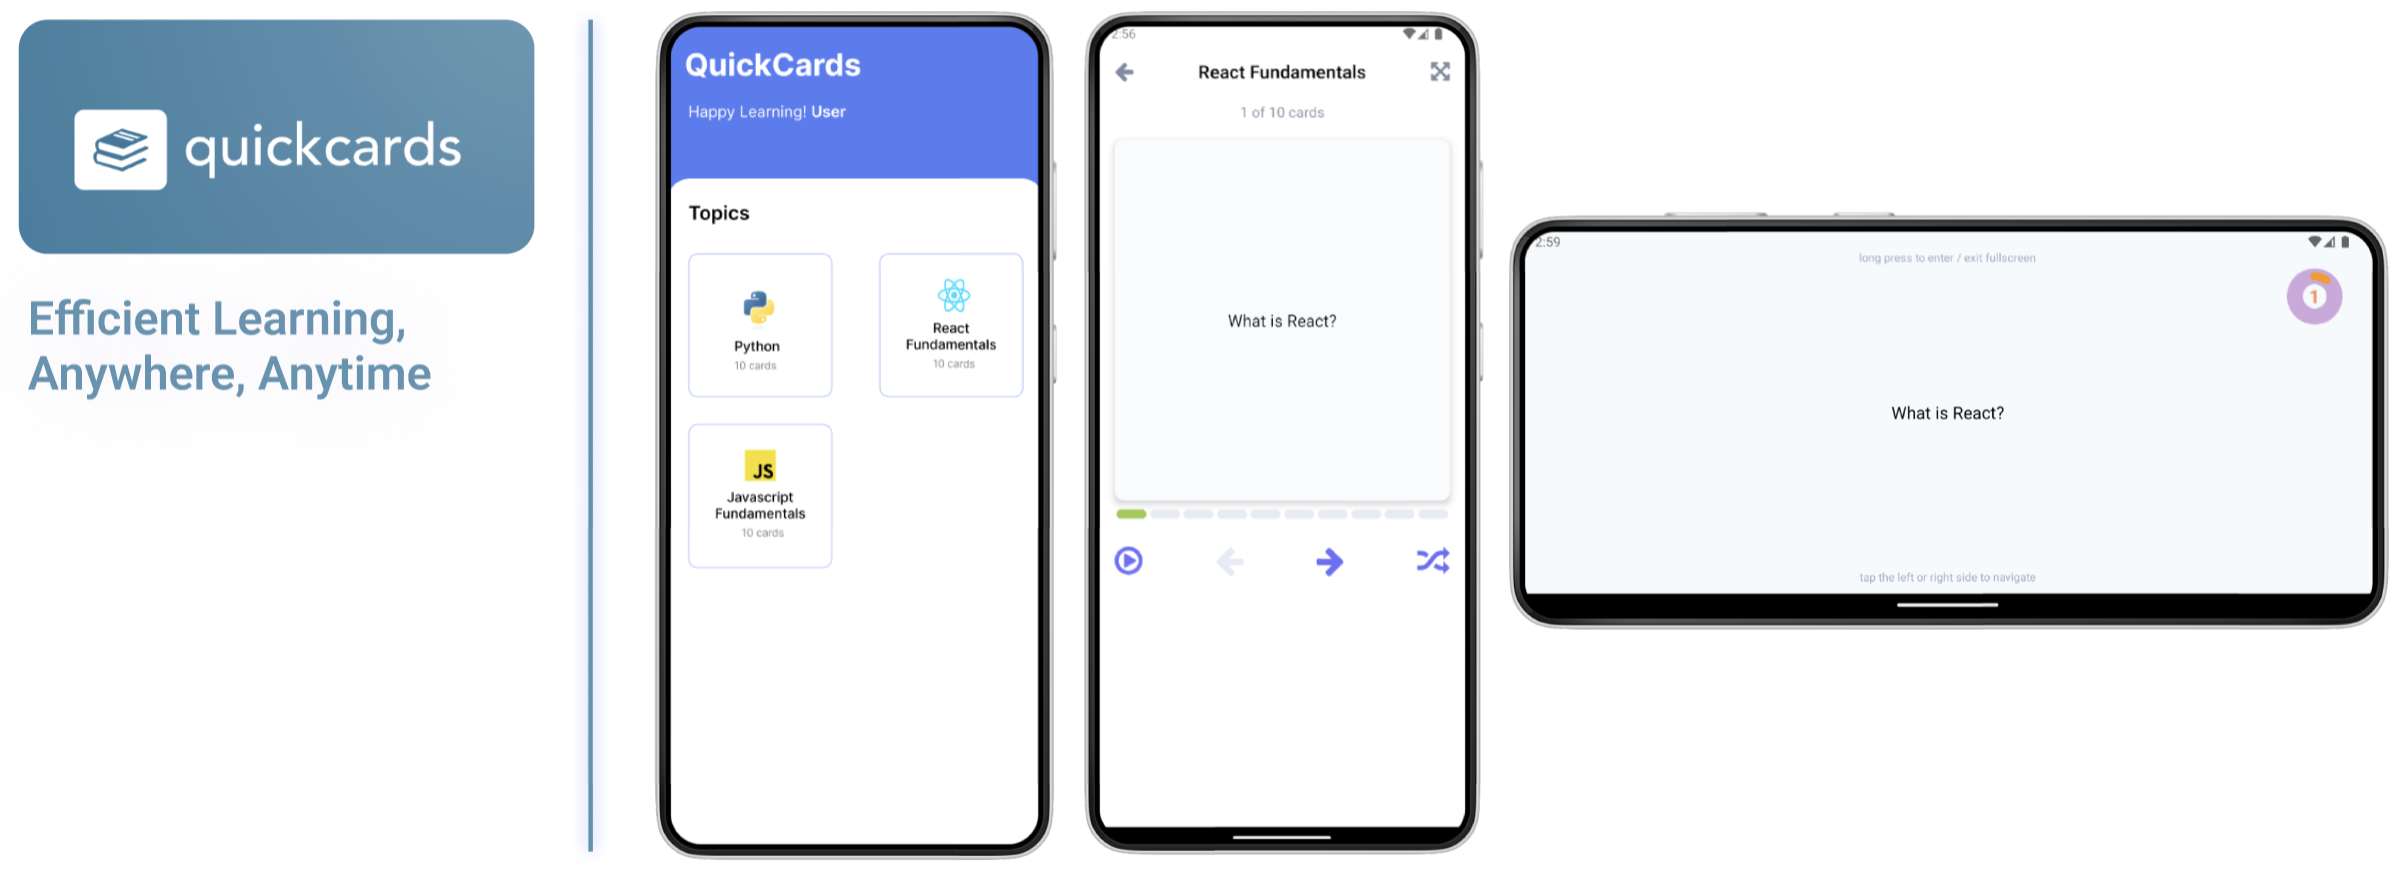 quickcards
Efficient Learning,
Anywhere, Anytime
QuickCards
Happy Learning! User
Topics
Python
10 cards
React
Fundamentals
10 cards
JS
Javascript
Fundamentals
10 cards
2:56
React Fundamentals
1 of 10 cards
What is React?
2:59
long press to enter / exit fullscreen
1
What is React?
tap the left or right side to navigate